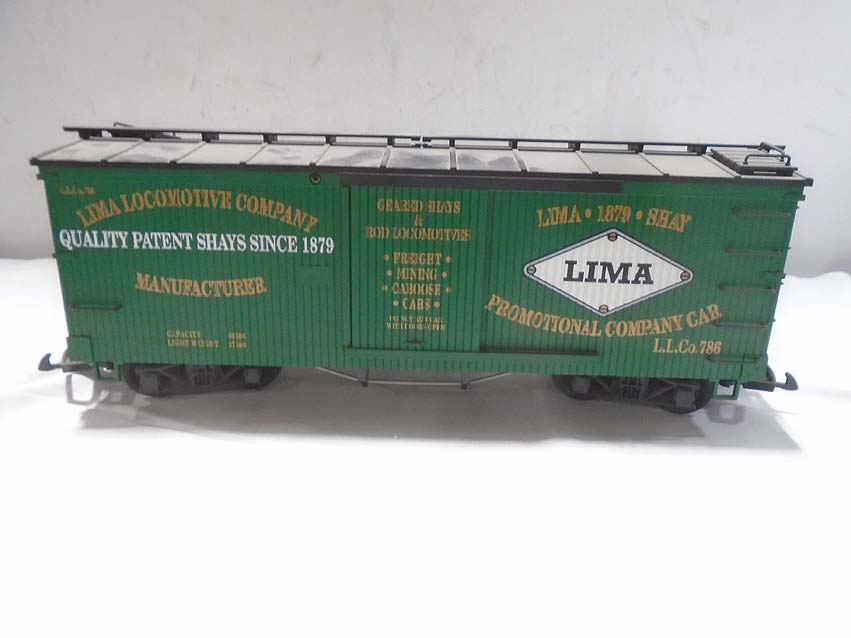 LIMA LOCOMOTIVE COMPANY
QUALITY PATENT SHAYS SINCE 1879
MANUFACTURER
CAPACITY
LIGHT WEIGHT
GEARED SHAYS
&
ROD LOCOMOTIVES
• FREIGHT •
• MINING •
• CABOOSE •
• CARS •
LIMA • 1879 • SHAY
LIMA
PROMOTIONAL COMPANY CAR
L.L.Co. 786